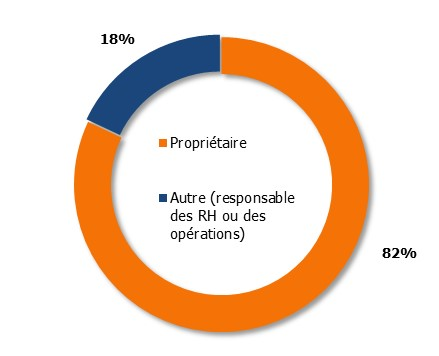 18%
Propriétaire
Autre (responsable
des RH ou des
opérations)
82%